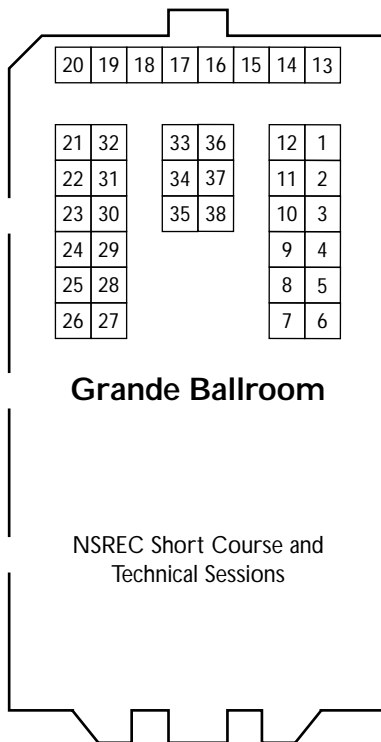 20 19 18 17 16 15 14 13
21 32 33 36 12 1
22 31 34 37 11 2
23 30 35 38 10 3
24 29 9 4
25 28 8 5
26 27 7 6
Grande Ballroom
NSREC Short Course and
Technical Sessions